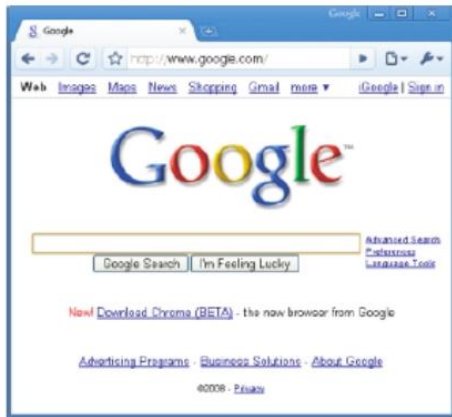 Google
Google
http://www.google.com/
Web Images Maps News Shopping Gmail more ▼ iGoogle | Sign in
Google™
Advanced Search
Preferences
Language Tools
Google Search I'm Feeling Lucky
New! Download Chrome (BETA) - the new browser from Google
Advertising Programs - Business Solutions - About Google
©2008 - Privacy